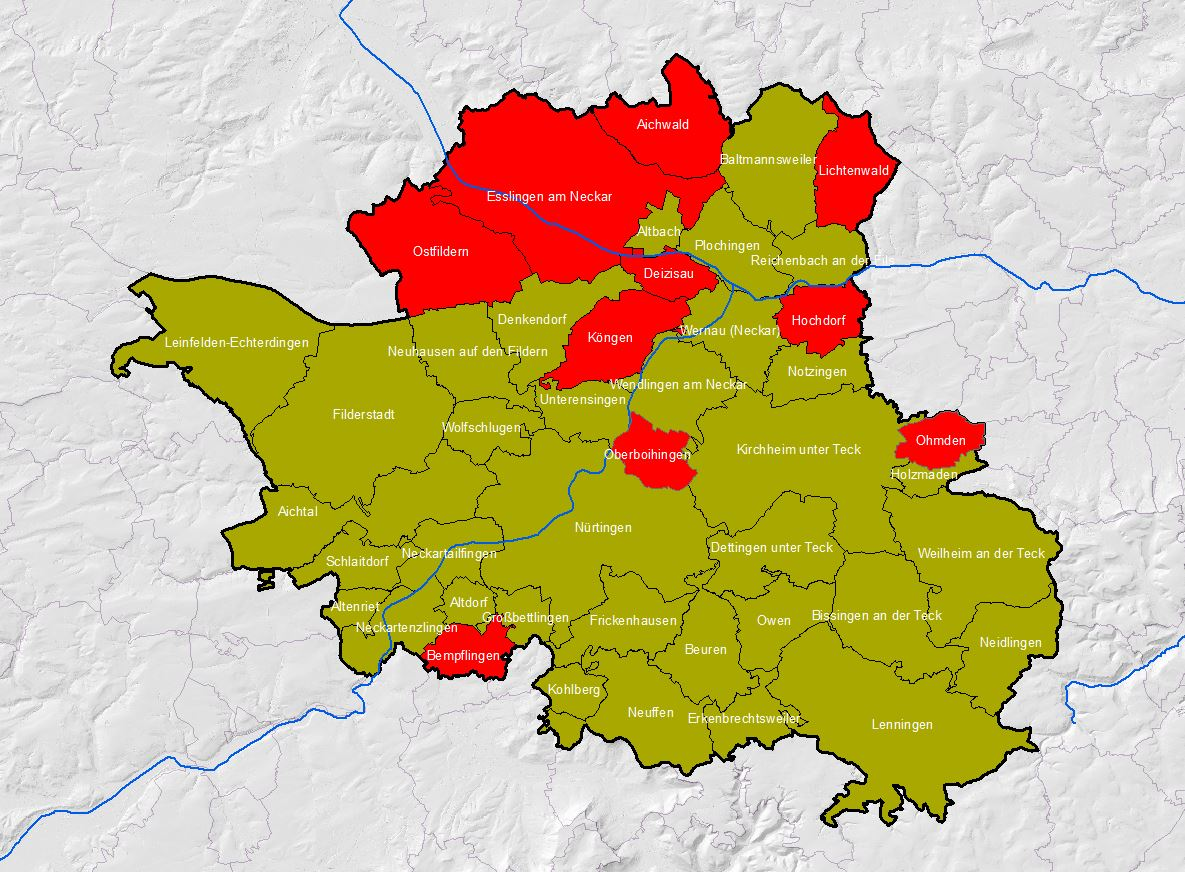 Aichwald
Baltmannsweiler
Lichtenwald
Esslingen am Neckar
Altbach
Plochingen
Ostfildern
Reichenbach an der Fils
Deizisau
Denkendorf
Hochdorf
Wernau (Neckar)
Köngen
Leinfelden-Echterdingen
Neuhausen auf den Fildern
Notzingen
Wendlingen am Neckar
Unterensingen
Filderstadt
Wolfschlugen
Ohmden
Kirchheim unter Teck
Oberboihingen
Holzmaden
Aichtal
Nürtingen
Dettingen unter Teck
Neckartailfingen
Weilheim an der Teck
Schlaitdorf
Altdorf
Altenriet
Großbettlingen
Bissingen an der Teck
Frickenhausen
Owen
Neckartenzlingen
Neidlingen
Beuren
Bempflingen
Kohlberg
Neuffen
Erkenbrechtsweiler
Lenningen